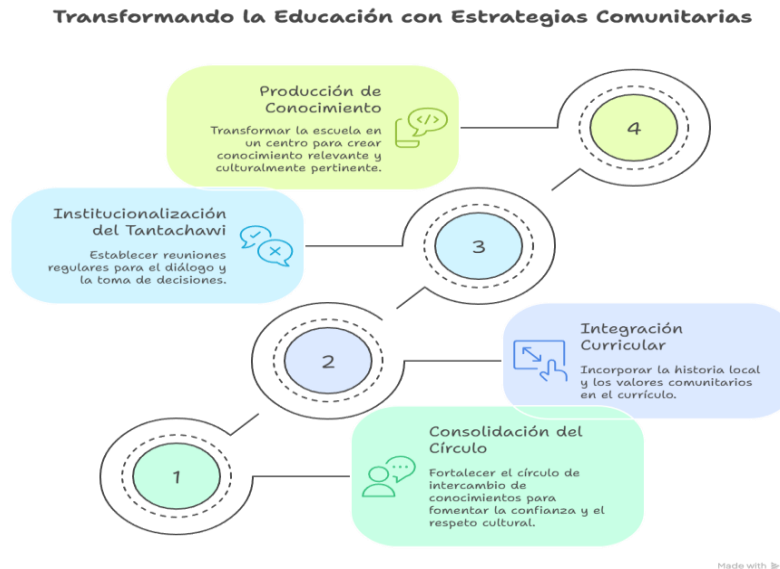 Transformando la Educación con Estrategias Comunitarias
Producción de
Conocimiento
Transformar la escuela en
un centro para crear
conocimiento relevante y
culturalmente pertinente.
4
Institucionalización
del Tantachawi
Establecer reuniones
regulares para el diálogo y
la toma de decisiones.
3
2
Integración
Curricular
Incorporar la historia local
y los valores comunitarios
en el currículo.
1
Consolidación del
Círculo
Fortalecer el círculo de
intercambio de
conocimientos para
fomentar la confianza y el
respeto cultural.
Made with